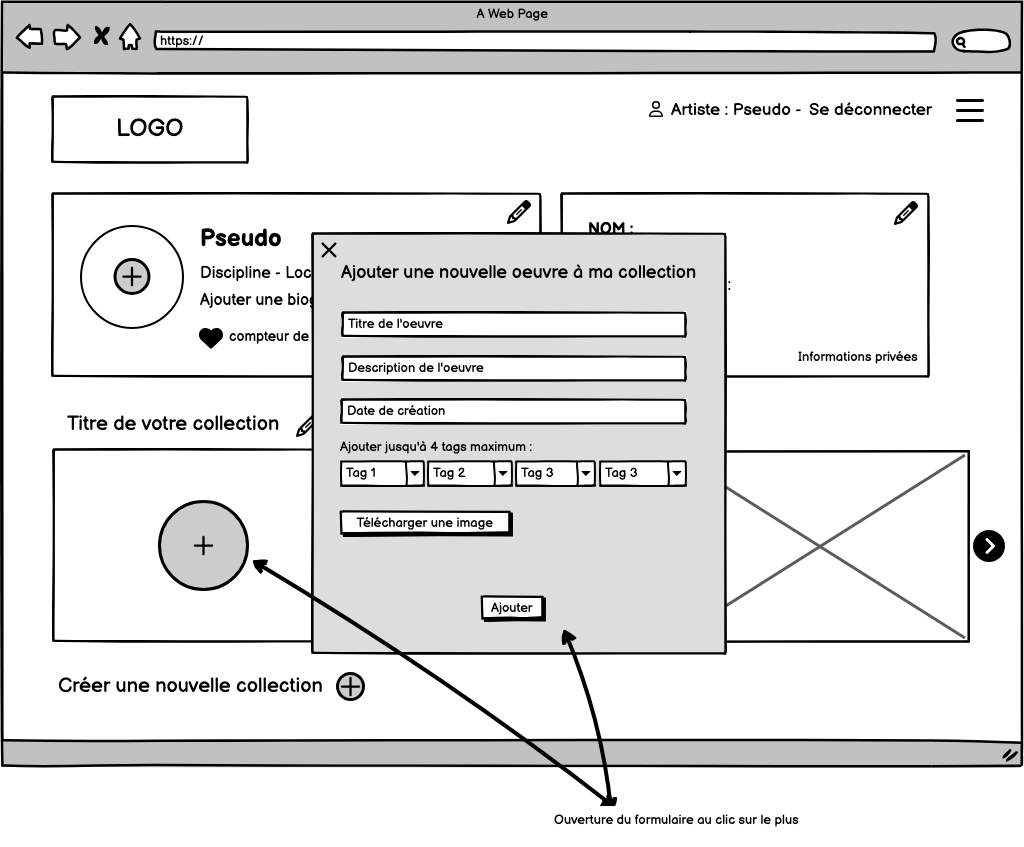 A Web Page
https://
LOGO
Artiste : Pseudo - Se déconnecter
Pseudo
Discipline - Loc
Ajouter une biog
compteur de
NOM :
:
Informations privées
Ajouter une nouvelle oeuvre à ma collection
Titre de l'oeuvre
Description de l'oeuvre
Date de création
Ajouter jusqu'à 4 tags maximum :
Tag 1 Tag 2 Tag 3 Tag 3
Télécharger une image
Ajouter
Titre de votre collection
Créer une nouvelle collection
Ouverture du formulaire au clic sur le plus